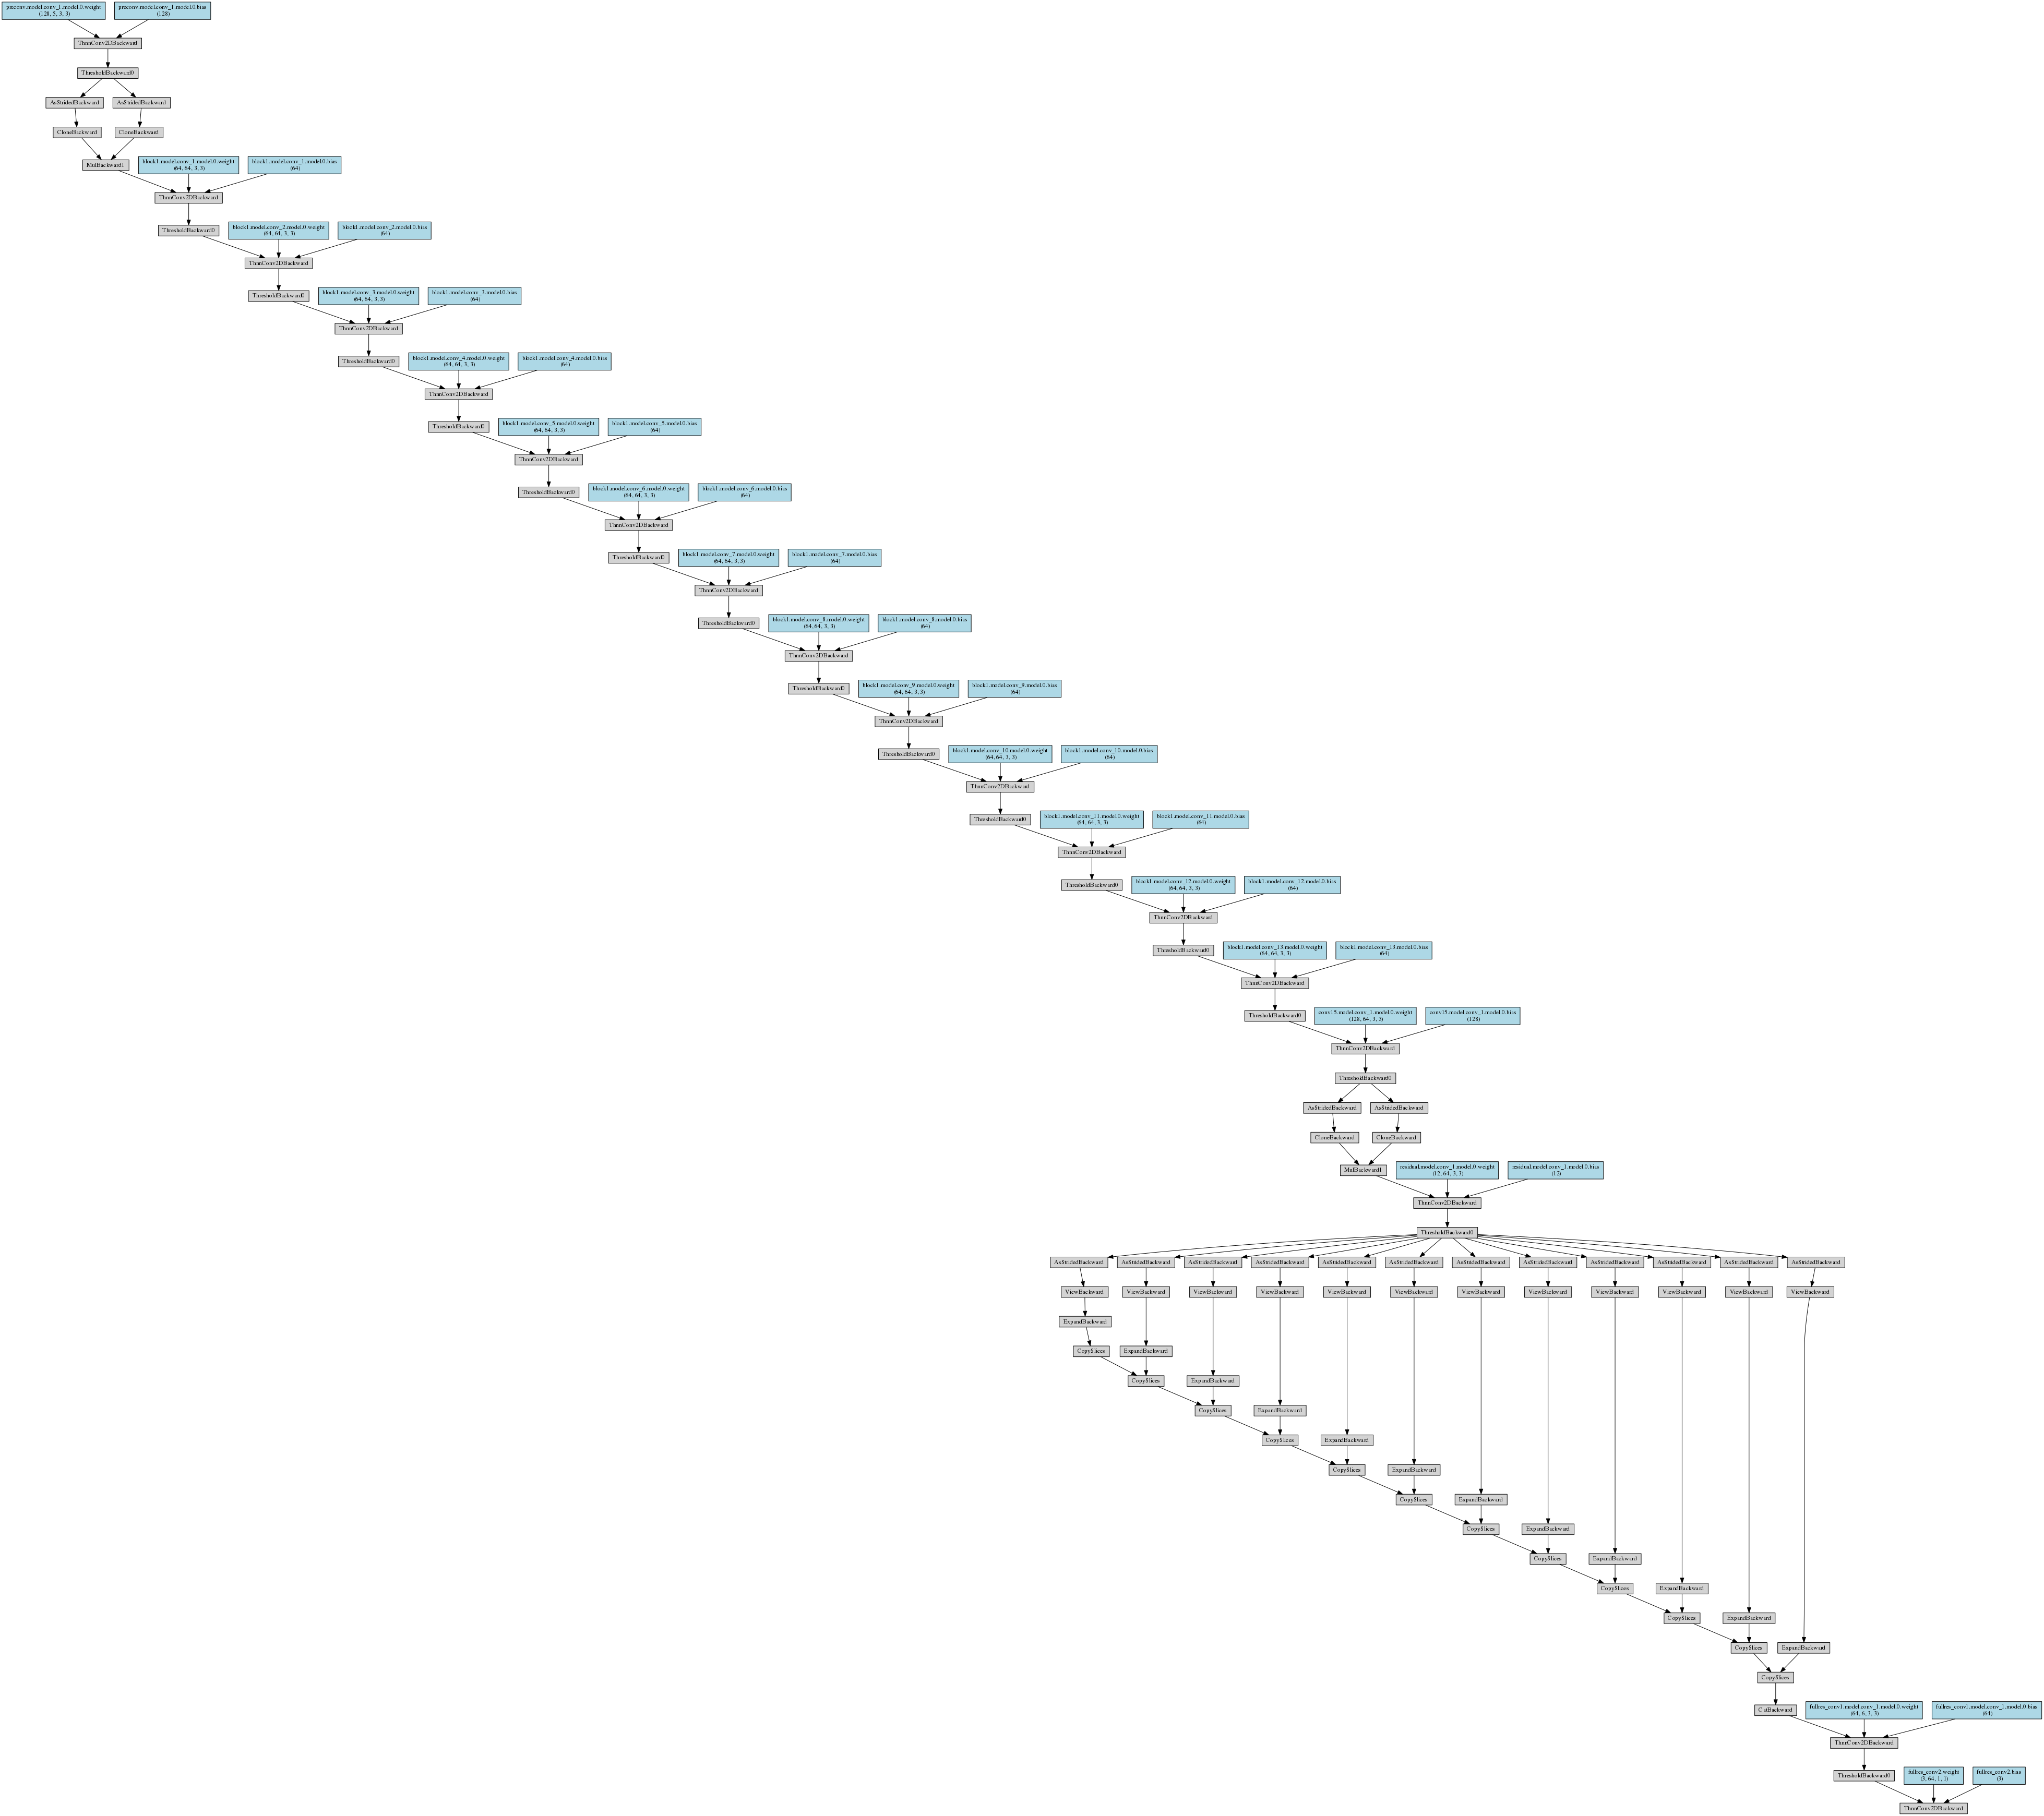 preconv.model.conv_1.model.0.weight
(128, 5, 3, 3)
preconv.model.conv_1.model.0.bias
(128)
ThnnConv2DBackward
ThresholdBackward0
AsStridedBackward
AsStridedBackward
CloneBackward
CloneBackward
MulBackward1
block1.model.conv_1.model.0.weight
(64, 64, 3, 3)
block1.model.conv_1.model.0.bias
(64)
ThnnConv2DBackward
ThresholdBackward0
block1.model.conv_2.model.0.weight
(64, 64, 3, 3)
block1.model.conv_2.model.0.bias
(64)
ThnnConv2DBackward
ThresholdBackward0
block1.model.conv_3.model.0.weight
(64, 64, 3, 3)
block1.model.conv_3.model.0.bias
(64)
ThnnConv2DBackward
ThresholdBackward0
block1.model.conv_4.model.0.weight
(64, 64, 3, 3)
block1.model.conv_4.model.0.bias
(64)
ThnnConv2DBackward
ThresholdBackward0
block1.model.conv_5.model.0.weight
(64, 64, 3, 3)
block1.model.conv_5.model.0.bias
(64)
ThnnConv2DBackward
ThresholdBackward0
block1.model.conv_6.model.0.weight
(64, 64, 3, 3)
block1.model.conv_6.model.0.bias
(64)
ThnnConv2DBackward
ThresholdBackward0
block1.model.conv_7.model.0.weight
(64, 64, 3, 3)
block1.model.conv_7.model.0.bias
(64)
ThnnConv2DBackward
ThresholdBackward0
block1.model.conv_8.model.0.weight
(64, 64, 3, 3)
block1.model.conv_8.model.0.bias
(64)
ThnnConv2DBackward
ThresholdBackward0
block1.model.conv_9.model.0.weight
(64, 64, 3, 3)
block1.model.conv_9.model.0.bias
(64)
ThnnConv2DBackward
ThresholdBackward0
block1.model.conv_10.model.0.weight
(64, 64, 3, 3)
block1.model.conv_10.model.0.bias
(64)
ThnnConv2DBackward
ThresholdBackward0
block1.model.conv_11.model.0.weight
(64, 64, 3, 3)
block1.model.conv_11.model.0.bias
(64)
ThnnConv2DBackward
ThresholdBackward0
block1.model.conv_12.model.0.weight
(64, 64, 3, 3)
block1.model.conv_12.model.0.bias
(64)
ThnnConv2DBackward
ThresholdBackward0
block1.model.conv_13.model.0.weight
(64, 64, 3, 3)
block1.model.conv_13.model.0.bias
(64)
ThnnConv2DBackward
ThresholdBackward0
conv15.model.conv_1.model.0.weight
(128, 64, 3, 3)
conv15.model.conv_1.model.0.bias
(128)
ThnnConv2DBackward
ThresholdBackward0
AsStridedBackward
AsStridedBackward
CloneBackward
CloneBackward
MulBackward1
residual.model.conv_1.model.0.weight
(12, 64, 3, 3)
residual.model.conv_1.model.0.bias
(12)
ThnnConv2DBackward
ThresholdBackward0
AsStridedBackward
AsStridedBackward
AsStridedBackward
AsStridedBackward
AsStridedBackward
AsStridedBackward
AsStridedBackward
AsStridedBackward
AsStridedBackward
AsStridedBackward
AsStridedBackward
AsStridedBackward
ViewBackward
ViewBackward
ViewBackward
ViewBackward
ViewBackward
ViewBackward
ViewBackward
ViewBackward
ViewBackward
ViewBackward
ViewBackward
ViewBackward
ExpandBackward
CopySlices
ExpandBackward
CopySlices
ExpandBackward
CopySlices
ExpandBackward
CopySlices
ExpandBackward
CopySlices
ExpandBackward
CopySlices
ExpandBackward
CopySlices
ExpandBackward
CopySlices
ExpandBackward
CopySlices
ExpandBackward
CopySlices
ExpandBackward
CopySlices
ExpandBackward
CopySlices
CatBackward
fullres_conv1.model.conv_1.model.0.weight
(64, 6, 3, 3)
fullres_conv1.model.conv_1.model.0.bias
(64)
ThnnConv2DBackward
ThresholdBackward0
fullres_conv2.weight
(3, 64, 1, 1)
fullres_conv2.bias
(3)
ThnnConv2DBackward